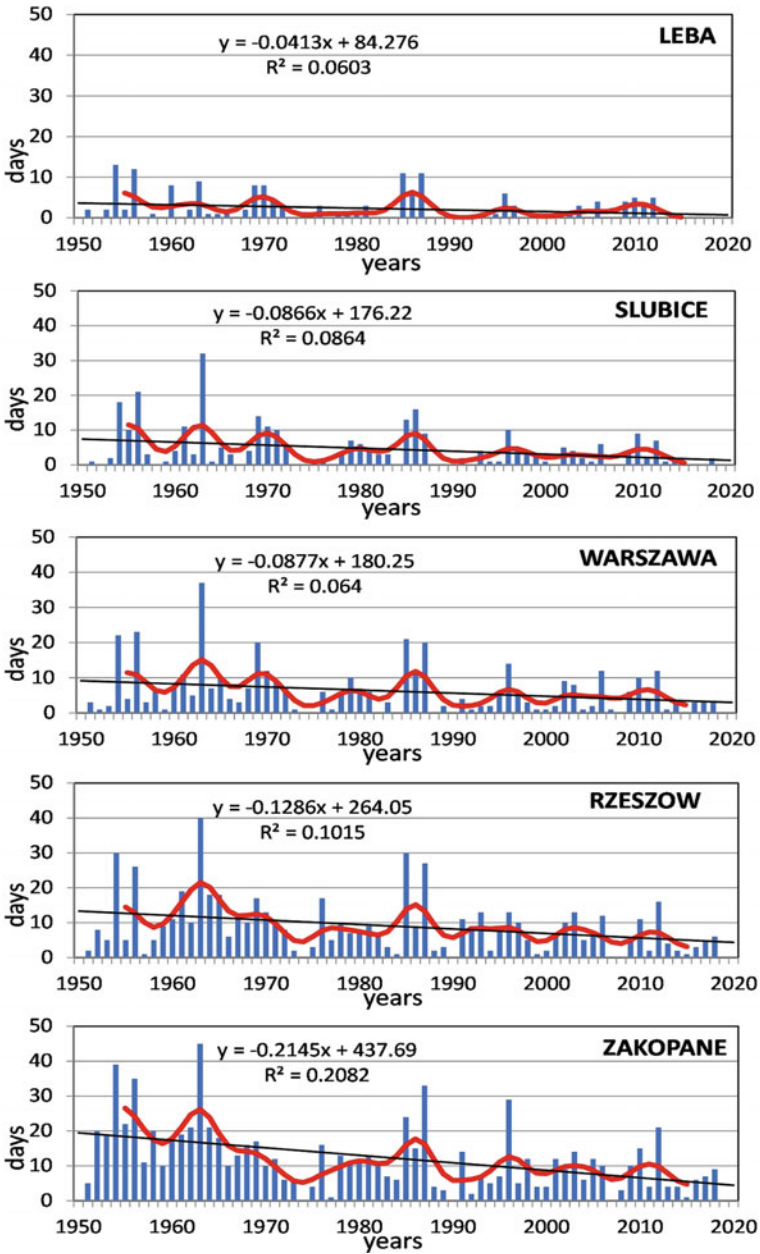 50
y = -0.0413x + 84.276
LEBA
40
R² = 0.0603
30
days
20
10
0
1950 1960 1970 1980 1990 2000 2010 2020
years
50
y = -0.0866x + 176.22
SLUBICE
40
R² = 0.0864
30
days
20
10
0
1950 1960 1970 1980 1990 2000 2010 2020
years
50
y = -0.0877x + 180.25
WARSZAWA
40
R² = 0.064
30
days
20
10
0
1950 1960 1970 1980 1990 2000 2010 2020
years
50
y = -0.1286x + 264.05
RZESZOW
40
R² = 0.1015
30
days
20
10
0
1950 1960 1970 1980 1990 2000 2010 2020
years
50
y = -0.2145x + 437.69
ZAKOPANE
40
R² = 0.2082
30
days
20
10
0
1950 1960 1970 1980 1990 2000 2010 2020
years